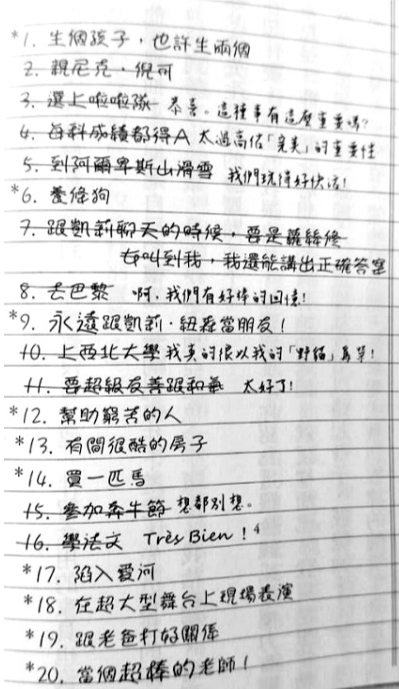 *1. 生個孩子，也許生兩個
2. 親尼克·倪可
3. 選上啦啦隊 恭喜。這種事有這麼重要嗎？
4. 每科成績都得A 太過高估「完美」的重要性
5. 到阿爾卑斯山滑雪 我們玩得好快活！
*6. 養條狗
7. 跟凱莉聊天的時候，要是羅絲修
女叫到我，我還能講出正確答案
8. 去巴黎 啊，我們有好棒的回憶！
*9. 永遠跟凱莉·紐森當朋友！
10. 上西北大學 我真的很以我的「野貓」為榮！
11. 要超級友善跟和氣 太好了！
*12. 幫助窮苦的人
*13. 有間很酷的房子
*14. 買一匹馬
15. 參加奔牛節 想都別想。
16. 學法文 Très Bien！4
*17. 陷入愛河
*18. 在超大型舞台上現場表演
*19. 跟老爸打好關係
*20. 當個超棒的老師！